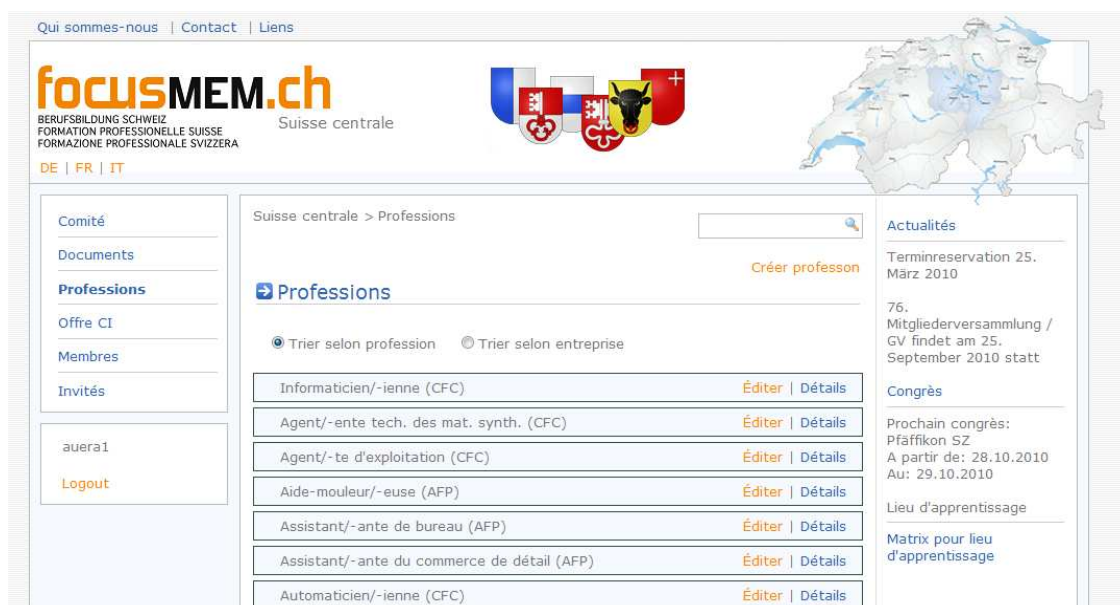 Qui sommes-nous | Contact | Liens
focusMEM.ch
BERUFSBILDUNG SCHWEIZ
FORMATION PROFESSIONELLE SUISSE
FORMAZIONE PROFESSIONALE SVIZZERA
Suisse centrale
DE | FR | IT
Comité
Documents
Professions
Offre CI
Membres
Invités
auera1
Logout
Suisse centrale > Professions
Créer professon
Professions
Trier selon profession Trier selon entreprise
Informaticien/-ienne (CFC) Éditer | Détails
Agent/-ente tech. des mat. synth. (CFC) Éditer | Détails
Agent/-te d'exploitation (CFC) Éditer | Détails
Aide-mouleur/-euse (AFP) Éditer | Détails
Assistant/-ante de bureau (AFP) Éditer | Détails
Assistant/-ante du commerce de détail (AFP) Éditer | Détails
Automaticien/-ienne (CFC) Éditer | Détails
Actualités
Terminreservation 25.
März 2010
76.
Mitgliederversammlung /
GV findet am 25.
September 2010 statt
Congrès
Prochain congrès:
Pfäffikon SZ
A partir de: 28.10.2010
Au: 29.10.2010
Lieu d'apprentissage
Matrix pour lieu
d'apprentissage